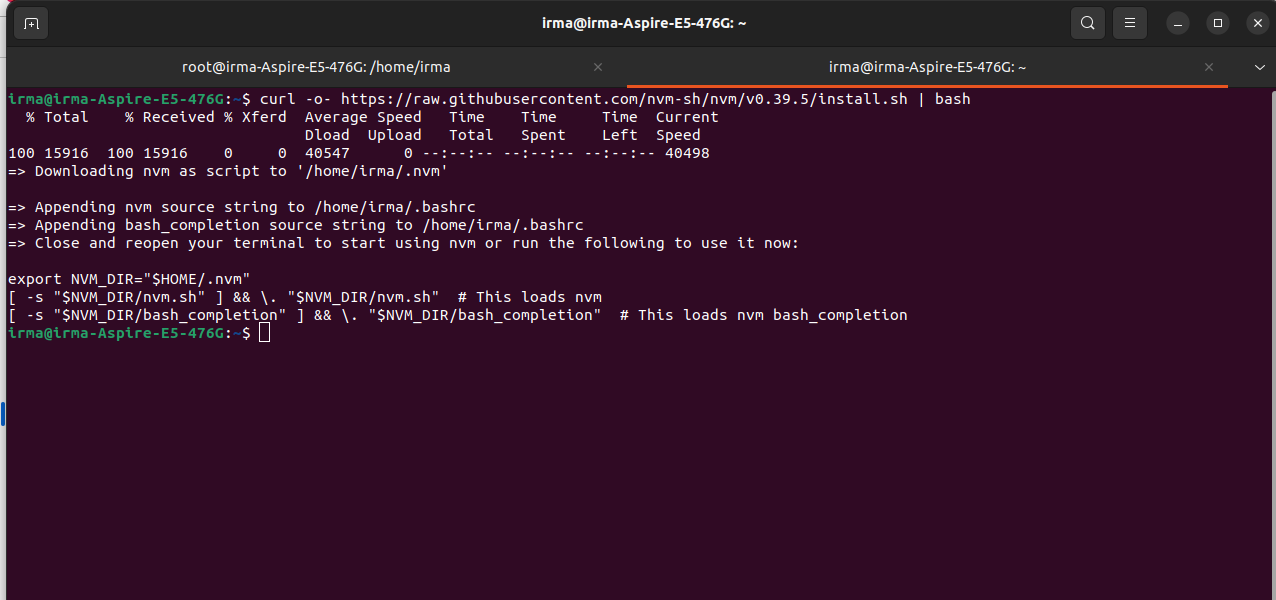 irma@irma-Aspire-E5-476G: ~
root@irma-Aspire-E5-476G: /home/irma
irma@irma-Aspire-E5-476G: ~
irma@irma-Aspire-E5-476G:~$ curl -o- https://raw.githubusercontent.com/nvm-sh/nvm/v0.39.5/install.sh | bash
  % Total    % Received % Xferd  Average Speed   Time    Time     Time  Current
                                 Dload  Upload   Total   Spent    Left  Speed
100 15916  100 15916    0     0  40547      0 --:--:-- --:--:-- --:--:-- 40498
=> Downloading nvm as script to '/home/irma/.nvm'
=> Appending nvm source string to /home/irma/.bashrc
=> Appending bash_completion source string to /home/irma/.bashrc
=> Close and reopen your terminal to start using nvm or run the following to use it now:
export NVM_DIR="$HOME/.nvm"
[ -s "$NVM_DIR/nvm.sh" ] && \. "$NVM_DIR/nvm.sh"  # This loads nvm
[ -s "$NVM_DIR/bash_completion" ] && \. "$NVM_DIR/bash_completion"  # This loads nvm bash_completion
irma@irma-Aspire-E5-476G:~$